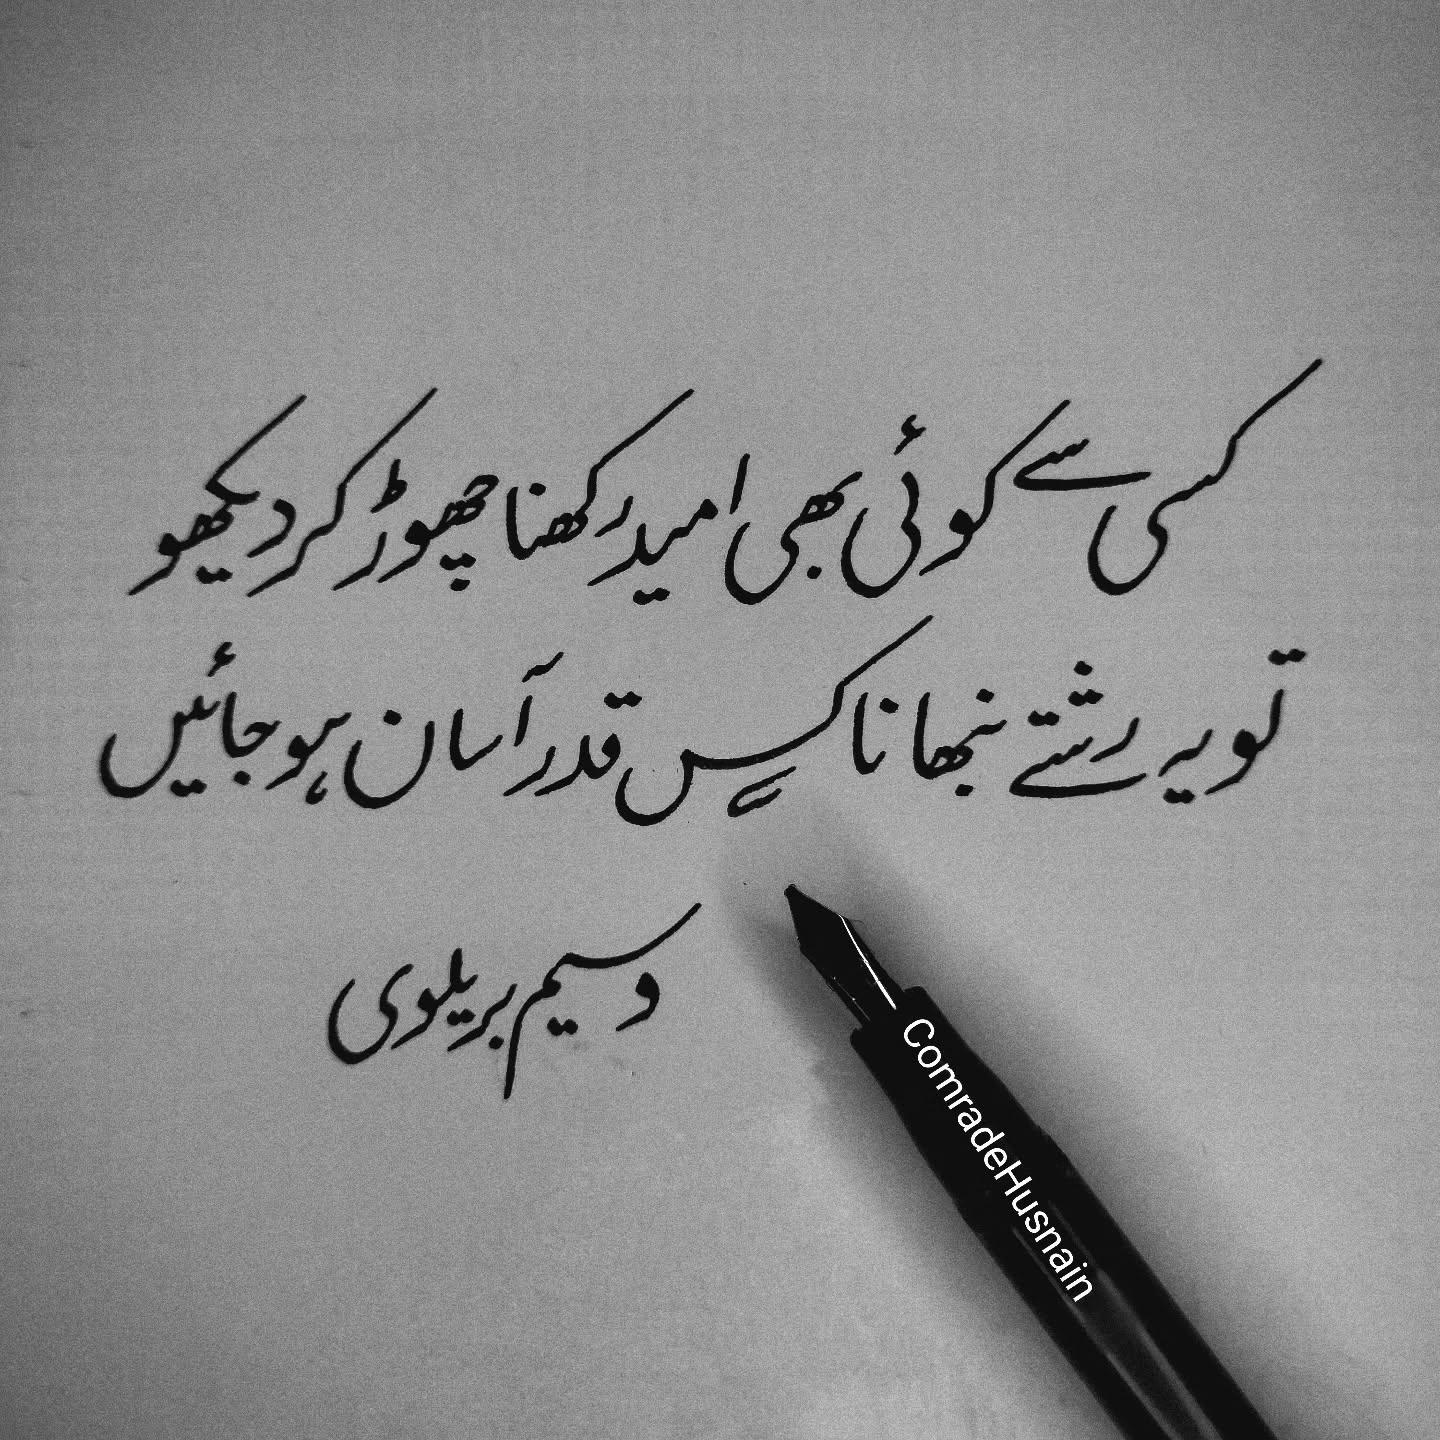 کسی سے کوئی بھی امید رکھنا چھوڑ کر دیکھو
تو یہ رشتے نبھانا کس قدر آسان ہو جائیں
وسیم بریلوی
ComradeHusnain